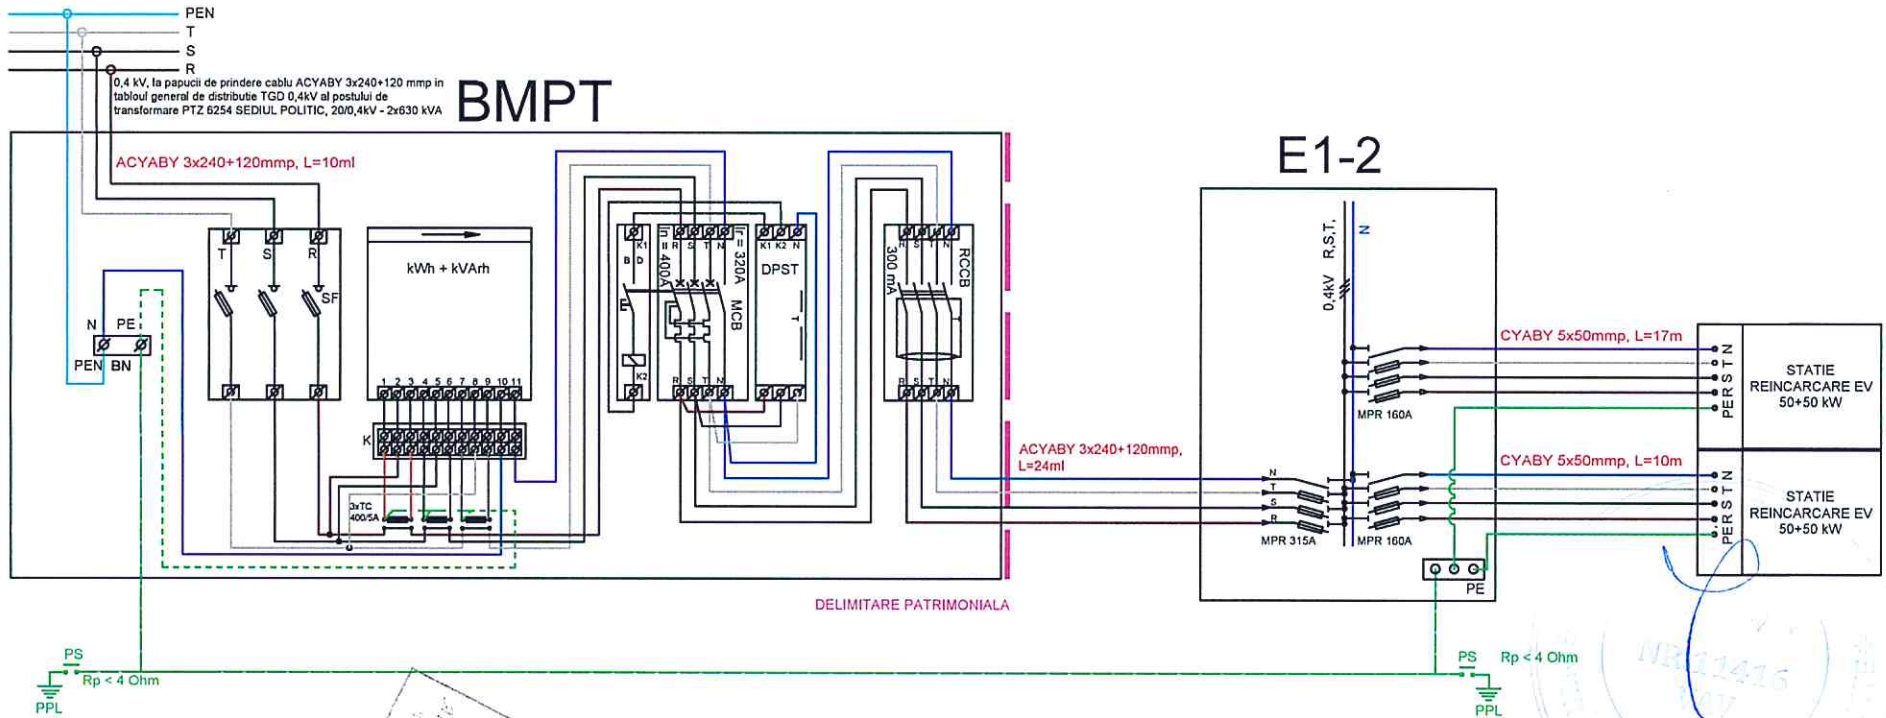 PEN
T
S
R
0,4 kV, la papucii de prindere cablu ACYABY 3x240+120 mmp in
tabloul general de distributie TGD 0,4kV al postului de
transformare PTZ 6254 SEDIUL POLITIC, 20/0,4kV - 2x630 kVA
BMPT
ACYABY 3x240+120mmp, L=10ml
T S R
SF
kWh + kVArh
1 2 3 4 5 6 7 8 9 10 11
K
3xTC
400/5A
N PE
PEN BN
K1
B D
K2
In = 400A
R S T N
Ir = 320A
MCB
R S T N
K1 K2 N
DPST
T
300 mA
R S T N
RCCB
R S T N
DELIMITARE PATRIMONIALA
ACYABY 3x240+120mmp,
L=24ml
E1-2
0,4kV R,S,T,
N
N
T
S
R
MPR 315A
MPR 160A
MPR 160A
PE
CYABY 5x50mmp, L=17m
PE R S T N
STATIE
REINCARCARE EV
50+50 kW
CYABY 5x50mmp, L=10m
PE R S T N
STATIE
REINCARCARE EV
50+50 kW
PS
Rp < 4 Ohm
PPL
PS
Rp < 4 Ohm
PPL
NR 11416